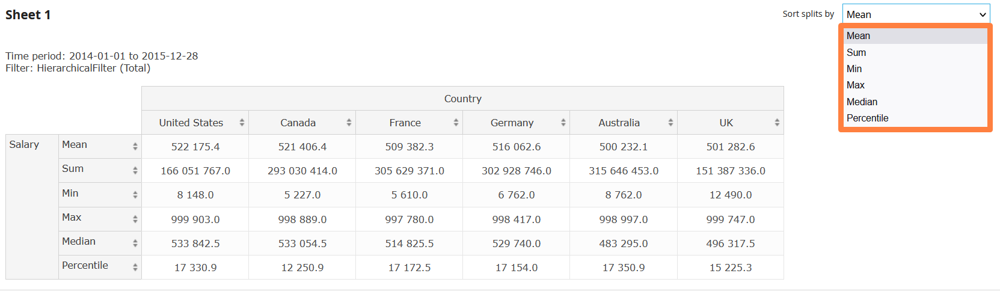 Sheet 1
Sort splits by
Mean
Mean
Sum
Min
Max
Median
Percentile
Time period: 2014-01-01 to 2015-12-28
Filter: HierarchicalFilter (Total)
Country
United States Canada France Germany Australia UK
Salary Mean 522 175.4 521 406.4 509 382.3 516 062.6 500 232.1 501 282.6
Sum 166 051 767.0 293 030 414.0 305 629 371.0 302 928 746.0 315 646 453.0 151 387 336.0
Min 8 148.0 5 227.0 5 610.0 6 762.0 8 762.0 12 490.0
Max 999 903.0 998 889.0 997 780.0 998 417.0 998 997.0 999 747.0
Median 533 842.5 533 054.5 514 825.5 529 740.0 483 295.0 496 317.5
Percentile 17 330.9 12 250.9 17 172.5 17 154.0 17 350.9 15 225.3